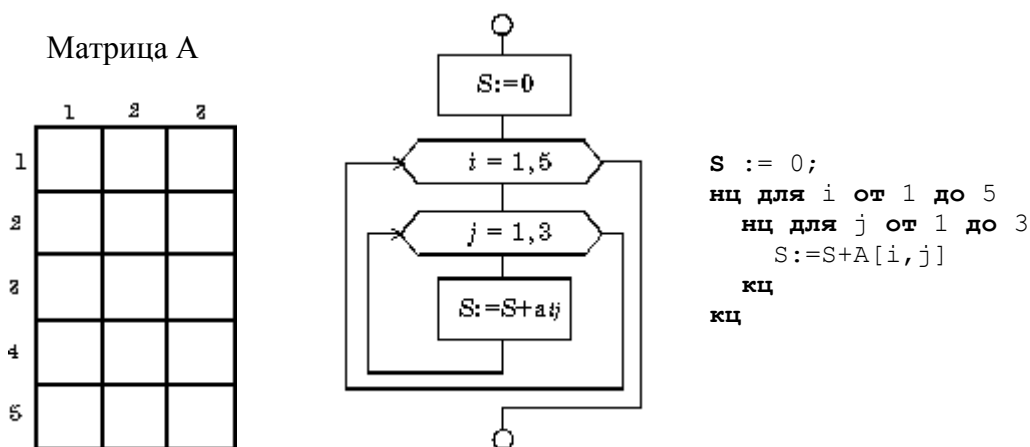 Матрица А
1 2 3
1
2
3
4
5
S:=0
i = 1,5
j = 1,3
S:=S+aij
S := 0;
нц для i от 1 до 5
нц для j от 1 до 3
S:=S+A[i,j]
кц
кц